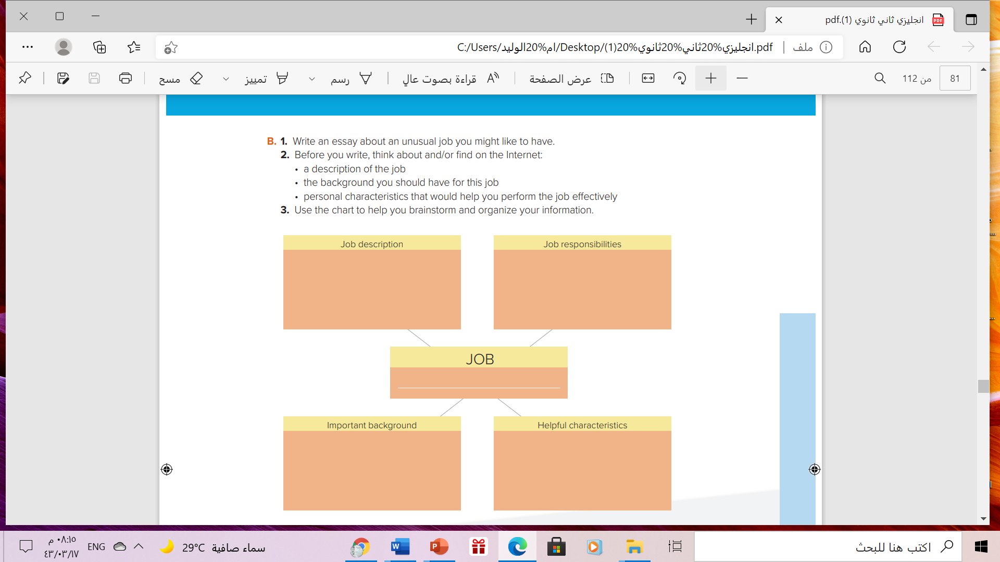 انجليزي ثاني ثانوي (1).pdf
ملف
C:/Users/ام%20الوليد/Desktop/انجليزي%20ثاني%20ثانوي%20(1).pdf
81
من 112
عرض الصفحة
قراءة بصوت عالٍ
رسم
تمييز
مسح
B. 1. Write an essay about an unusual job you might like to have.
2. Before you write, think about and/or find on the Internet:
• a description of the job
• the background you should have for this job
• personal characteristics that would help you perform the job effectively
3. Use the chart to help you brainstorm and organize your information.
Job description
Job responsibilities
JOB
Important background
Helpful characteristics
اكتب هنا للبحث
29°C سماء صافية
ENG
٠٨:١٥ م
٤٣/٠٣/١٧